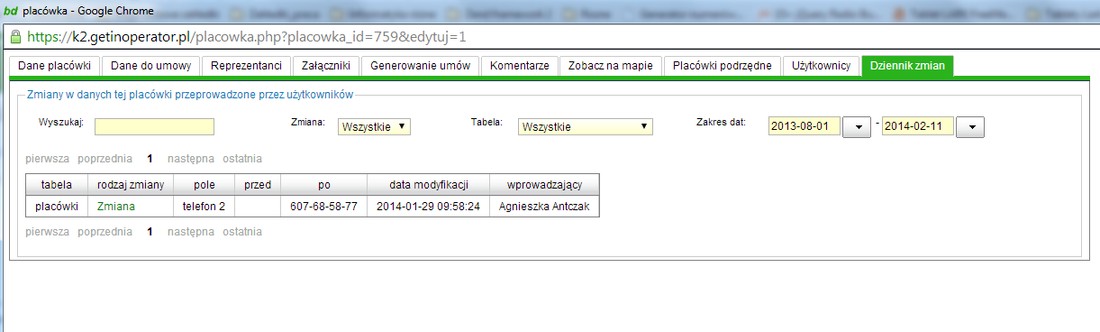 bd placówka - Google Chrome
https://k2.getinoperator.pl/placowka.php?placowka_id=759&edytuj=1
Dane placówki Dane do umowy Reprezentanci Załączniki Generowanie umów Komentarze Zobacz na mapie Placówki podrzędne Użytkownicy Dziennik zmian
Zmiany w danych tej placówki przeprowadzone przez użytkowników
Wyszukaj: Zmiana: Wszystkie Tabela: Wszystkie Zakres dat: 2013-08-01 - 2014-02-11
pierwsza poprzednia 1 następna ostatnia
tabela rodzaj zmiany pole przed po data modyfikacji wprowadzający
placówki Zmiana telefon 2 607-68-58-77 2014-01-29 09:58:24 Agnieszka Antczak
pierwsza poprzednia 1 następna ostatnia